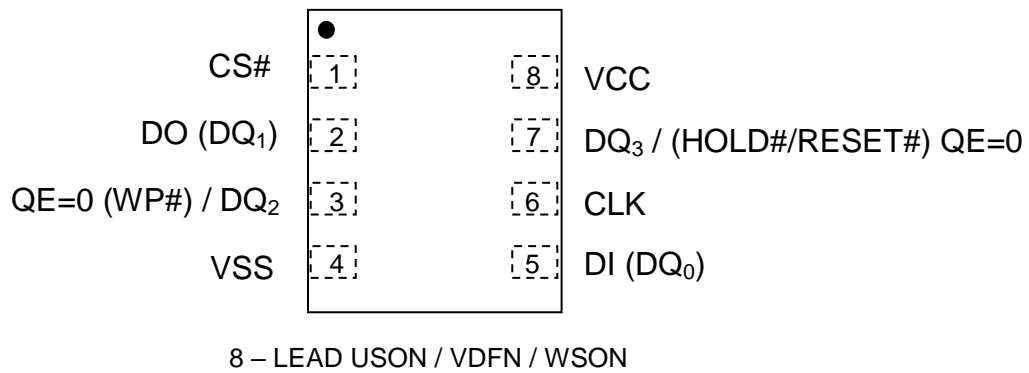 CS# 1 8 VCC
DO (DQ₁) 2 7 DQ₃ / (HOLD#/RESET#) QE=0
QE=0 (WP#) / DQ₂ 3 6 CLK
VSS 4 5 DI (DQ₀)
8 – LEAD USON / VDFN / WSON